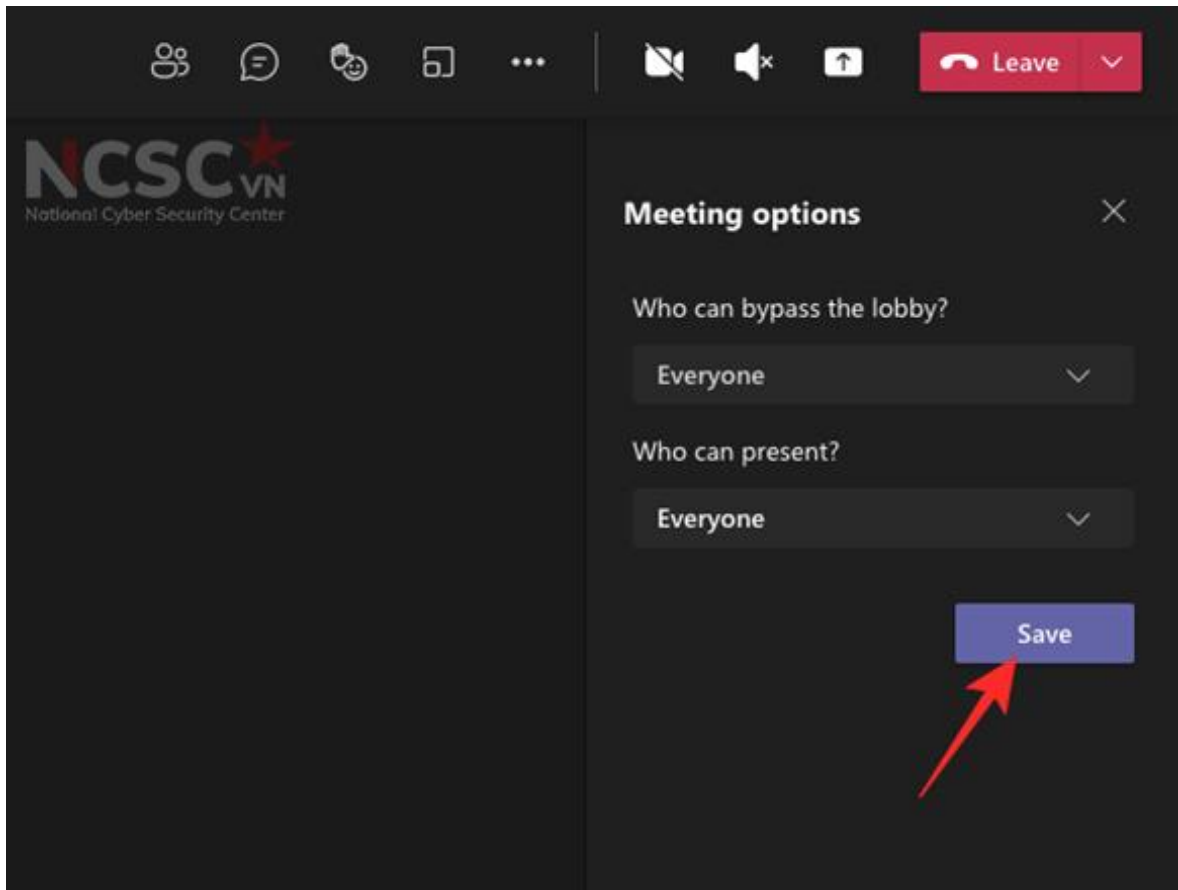 Leave
NCSC VN
National Cyber Security Center
Meeting options
Who can bypass the lobby?
Everyone
Who can present?
Everyone
Save